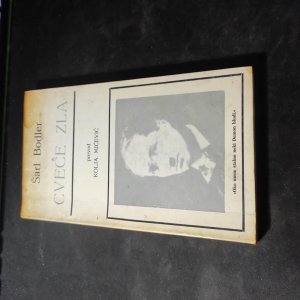 Šarl Bodler
CVEĆE ZLA
prevod
KOLJA MIĆEVIĆ